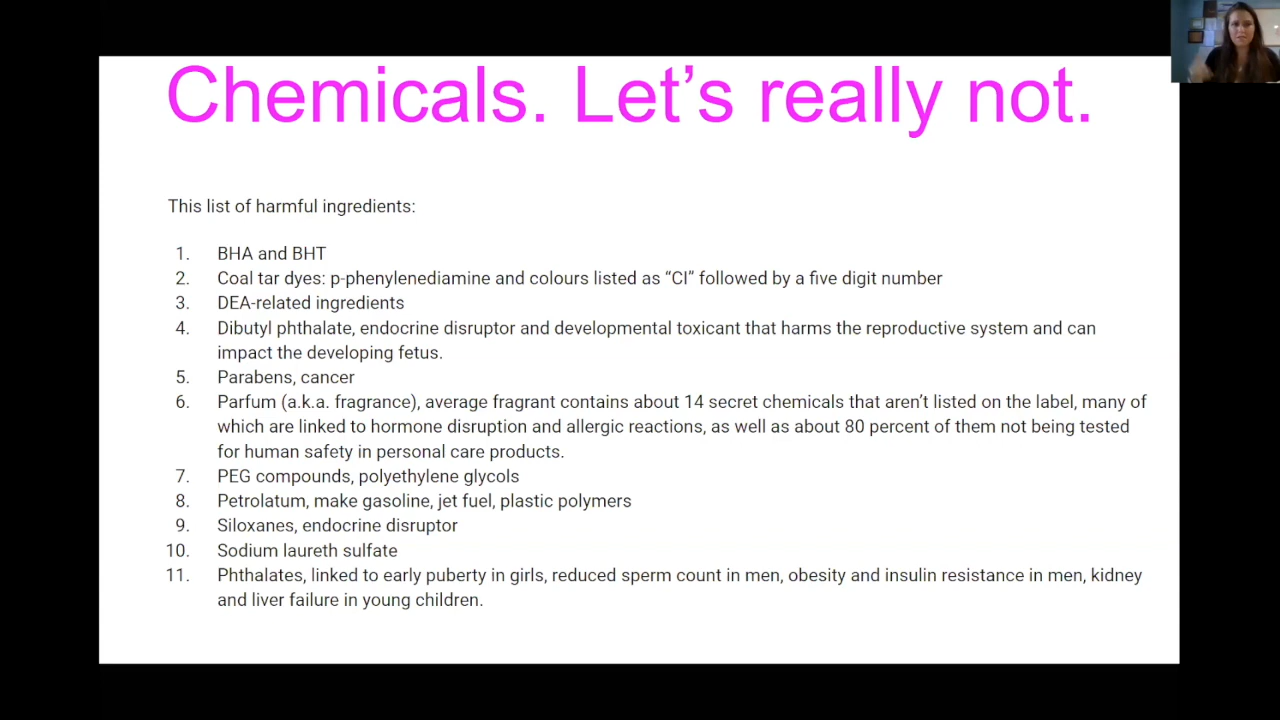 Chemicals. Let's really not.
This list of harmful ingredients:
1. BHA and BHT
2. Coal tar dyes: p-phenylenediamine and colours listed as “CI” followed by a five digit number
3. DEA-related ingredients
4. Dibutyl phthalate, endocrine disruptor and developmental toxicant that harms the reproductive system and can
impact the developing fetus.
5. Parabens, cancer
6. Parfum (a.k.a. fragrance), average fragrant contains about 14 secret chemicals that aren’t listed on the label, many of
which are linked to hormone disruption and allergic reactions, as well as about 80 percent of them not being tested
for human safety in personal care products.
7. PEG compounds, polyethylene glycols
8. Petrolatum, make gasoline, jet fuel, plastic polymers
9. Siloxanes, endocrine disruptor
10. Sodium laureth sulfate
11. Phthalates, linked to early puberty in girls, reduced sperm count in men, obesity and insulin resistance in men, kidney
and liver failure in young children.